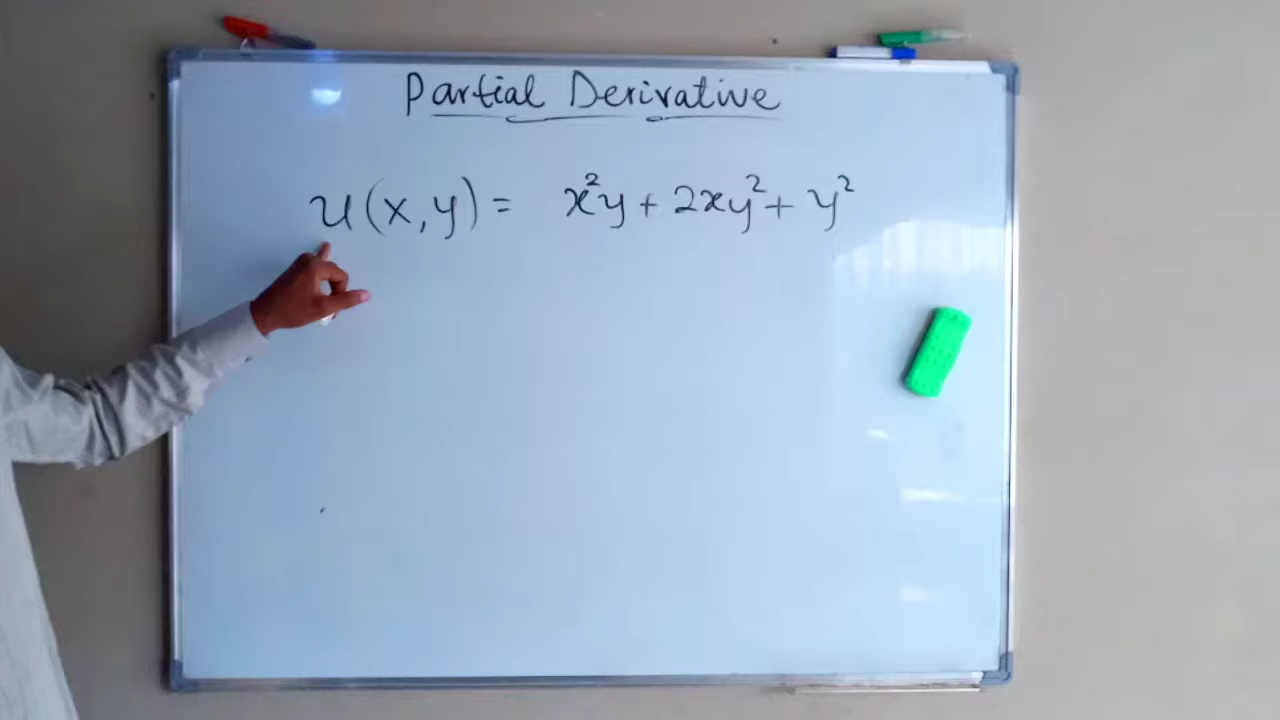 Partial Derivative
u(x,y) = x²y + 2xy² + y²